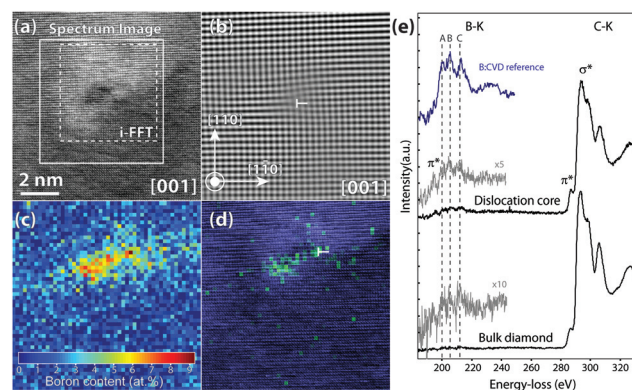 (a)
Spectrum Image
i-FFT
2 nm
[001]
(b)
[110]
[110]
[001]
(c)
0 1 2 3 4 5 6 7 8 9
Boron content (at.%)
(d)
(e)
B-K
C-K
A B C
B:CVD reference
σ*
π*
x5
π*
Dislocation core
x10
Bulk diamond
Intensity(a.u.)
200 220 240 260 280 300 320
Energy-loss (eV)